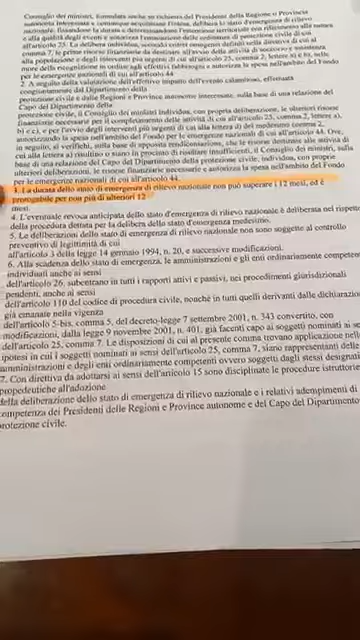 Consiglio dei ministri, formulata anche su richiesta del Presidente della Regione o Provincia
autonoma interessata e comunque acquisitane l'intesa, delibera lo stato d'emergenza di rilievo
nazionale, fissandone la durata e determinandone l'estensione territoriale con riferimento alla natura
e alla qualità degli eventi e autorizza l'emanazione delle ordinanze di protezione civile di cui
all'articolo 25. La delibera individua, secondo criteri omogenei definiti nella direttiva di cui al
comma 7, le prime risorse finanziarie da destinare all'avvio delle attività di soccorso e assistenza
alla popolazione e degli interventi più urgenti di cui all'articolo 25, comma 2, lettere a) e b), nelle
more della ricognizione in ordine agli effettivi fabbisogni e autorizza la spesa nell'ambito del Fondo
per le emergenze nazionali di cui all'articolo 44.
2. A seguito della valutazione dell'effettivo impatto dell'evento calamitoso, effettuata
congiuntamente dal Dipartimento della
protezione civile e dalle Regioni e Province autonome interessate, sulla base di una relazione del
Capo del Dipartimento della
protezione civile, il Consiglio dei ministri individua, con propria deliberazione, le ulteriori risorse
finanziarie necessarie per il completamento delle attività di cui all'articolo 25, comma 2, lettere a),
b) e c), e per l'avvio degli interventi più urgenti di cui alla lettera d) del medesimo comma 2,
autorizzando la spesa nell'ambito del Fondo per le emergenze nazionali di cui all'articolo 44. Ove,
in seguito, si verifichi, sulla base di apposita rendicontazione, che le risorse destinate alle attività di
cui alla lettera a) risultino o siano in procinto di risultare insufficienti, il Consiglio dei ministri, sulla
base di una relazione del Capo del Dipartimento della protezione civile, individua, con proprie
ulteriori deliberazioni, le risorse finanziarie necessarie e autorizza la spesa nell'ambito del Fondo
per le emergenze nazionali di cui all'articolo 44.
3. La durata dello stato di emergenza di rilievo nazionale non può superare i 12 mesi, ed è
prorogabile per non più di ulteriori 12
mesi.
4. L'eventuale revoca anticipata dello stato d'emergenza di rilievo nazionale è deliberata nel rispetto
della procedura dettata per la delibera dello stato d'emergenza medesimo.
5. Le deliberazioni dello stato di emergenza di rilievo nazionale non sono soggette al controllo
preventivo di legittimità di cui
all'articolo 3 della legge 14 gennaio 1994, n. 20, e successive modificazioni.
6. Alla scadenza dello stato di emergenza, le amministrazioni e gli enti ordinariamente competen
individuati anche ai sensi
dell'articolo 26, subentrano in tutti i rapporti attivi e passivi, nei procedimenti giurisdizionali
pendenti, anche ai sensi
dell'articolo 110 del codice di procedura civile, nonché in tutti quelli derivanti dalle dichiarazio
già emanate nella vigenza
dell'articolo 5-bis, comma 5, del decreto-legge 7 settembre 2001, n. 343 convertito, con
modificazioni, dalla legge 9 novembre 2001, n. 401, già facenti capo ai soggetti nominati ai se
dell'articolo 25, comma 7. Le disposizioni di cui al presente comma trovano applicazione nell
ipotesi in cui i soggetti nominati ai sensi dell'articolo 25, comma 7, siano rappresentanti delle
amministrazioni e degli enti ordinariamente competenti ovvero soggetti dagli stessi designati
7. Con direttiva da adottarsi ai sensi dell'articolo 15 sono disciplinate le procedure istruttorie
propedeutiche all'adozione
della deliberazione dello stato di emergenza di rilievo nazionale e i relativi adempimenti di
competenza dei Presidenti delle Regioni e Province autonome e del Capo del Dipartimento
protezione civile.